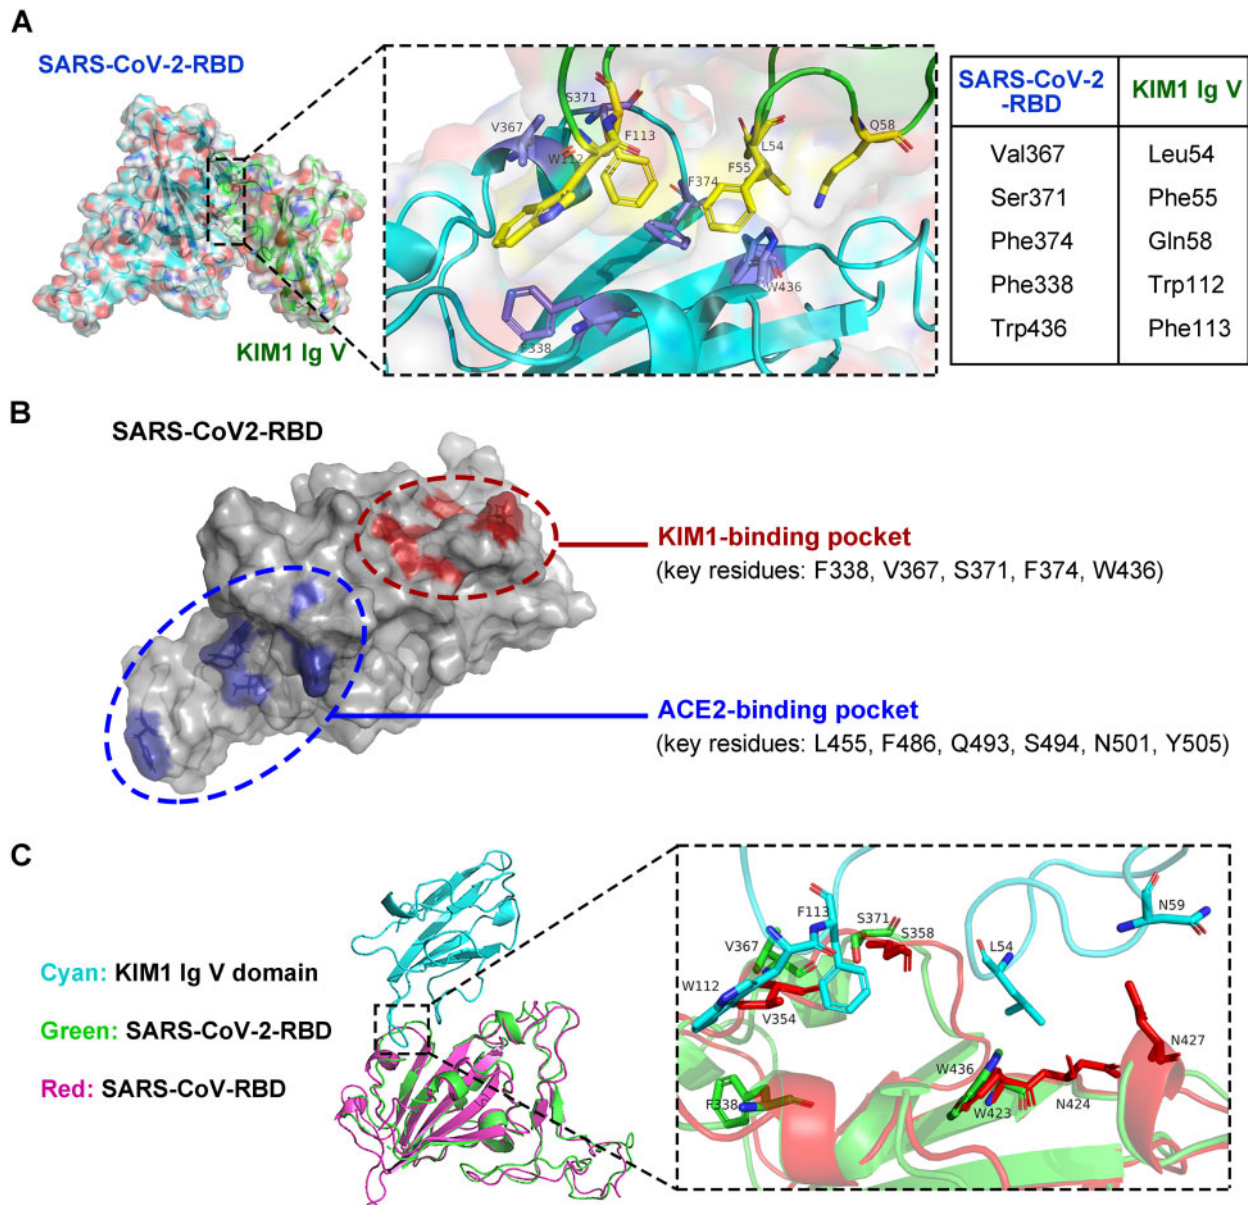 A
SARS-CoV-2-RBD
KIM1 Ig V
S371
V367
F113
W112
L54
F55
Q58
F374
W436
F338
SARS-CoV-2
-RBD
KIM1 Ig V
Val367 Leu54
Ser371 Phe55
Phe374 Gln58
Phe338 Trp112
Trp436 Phe113
B
SARS-CoV2-RBD
KIM1-binding pocket
(key residues: F338, V367, S371, F374, W436)
ACE2-binding pocket
(key residues: L455, F486, Q493, S494, N501, Y505)
C
Cyan: KIM1 Ig V domain
Green: SARS-CoV-2-RBD
Red: SARS-CoV-RBD
F113
S371
S358
N59
V367
L54
W112
V354
N427
W436
F338
W423
N424